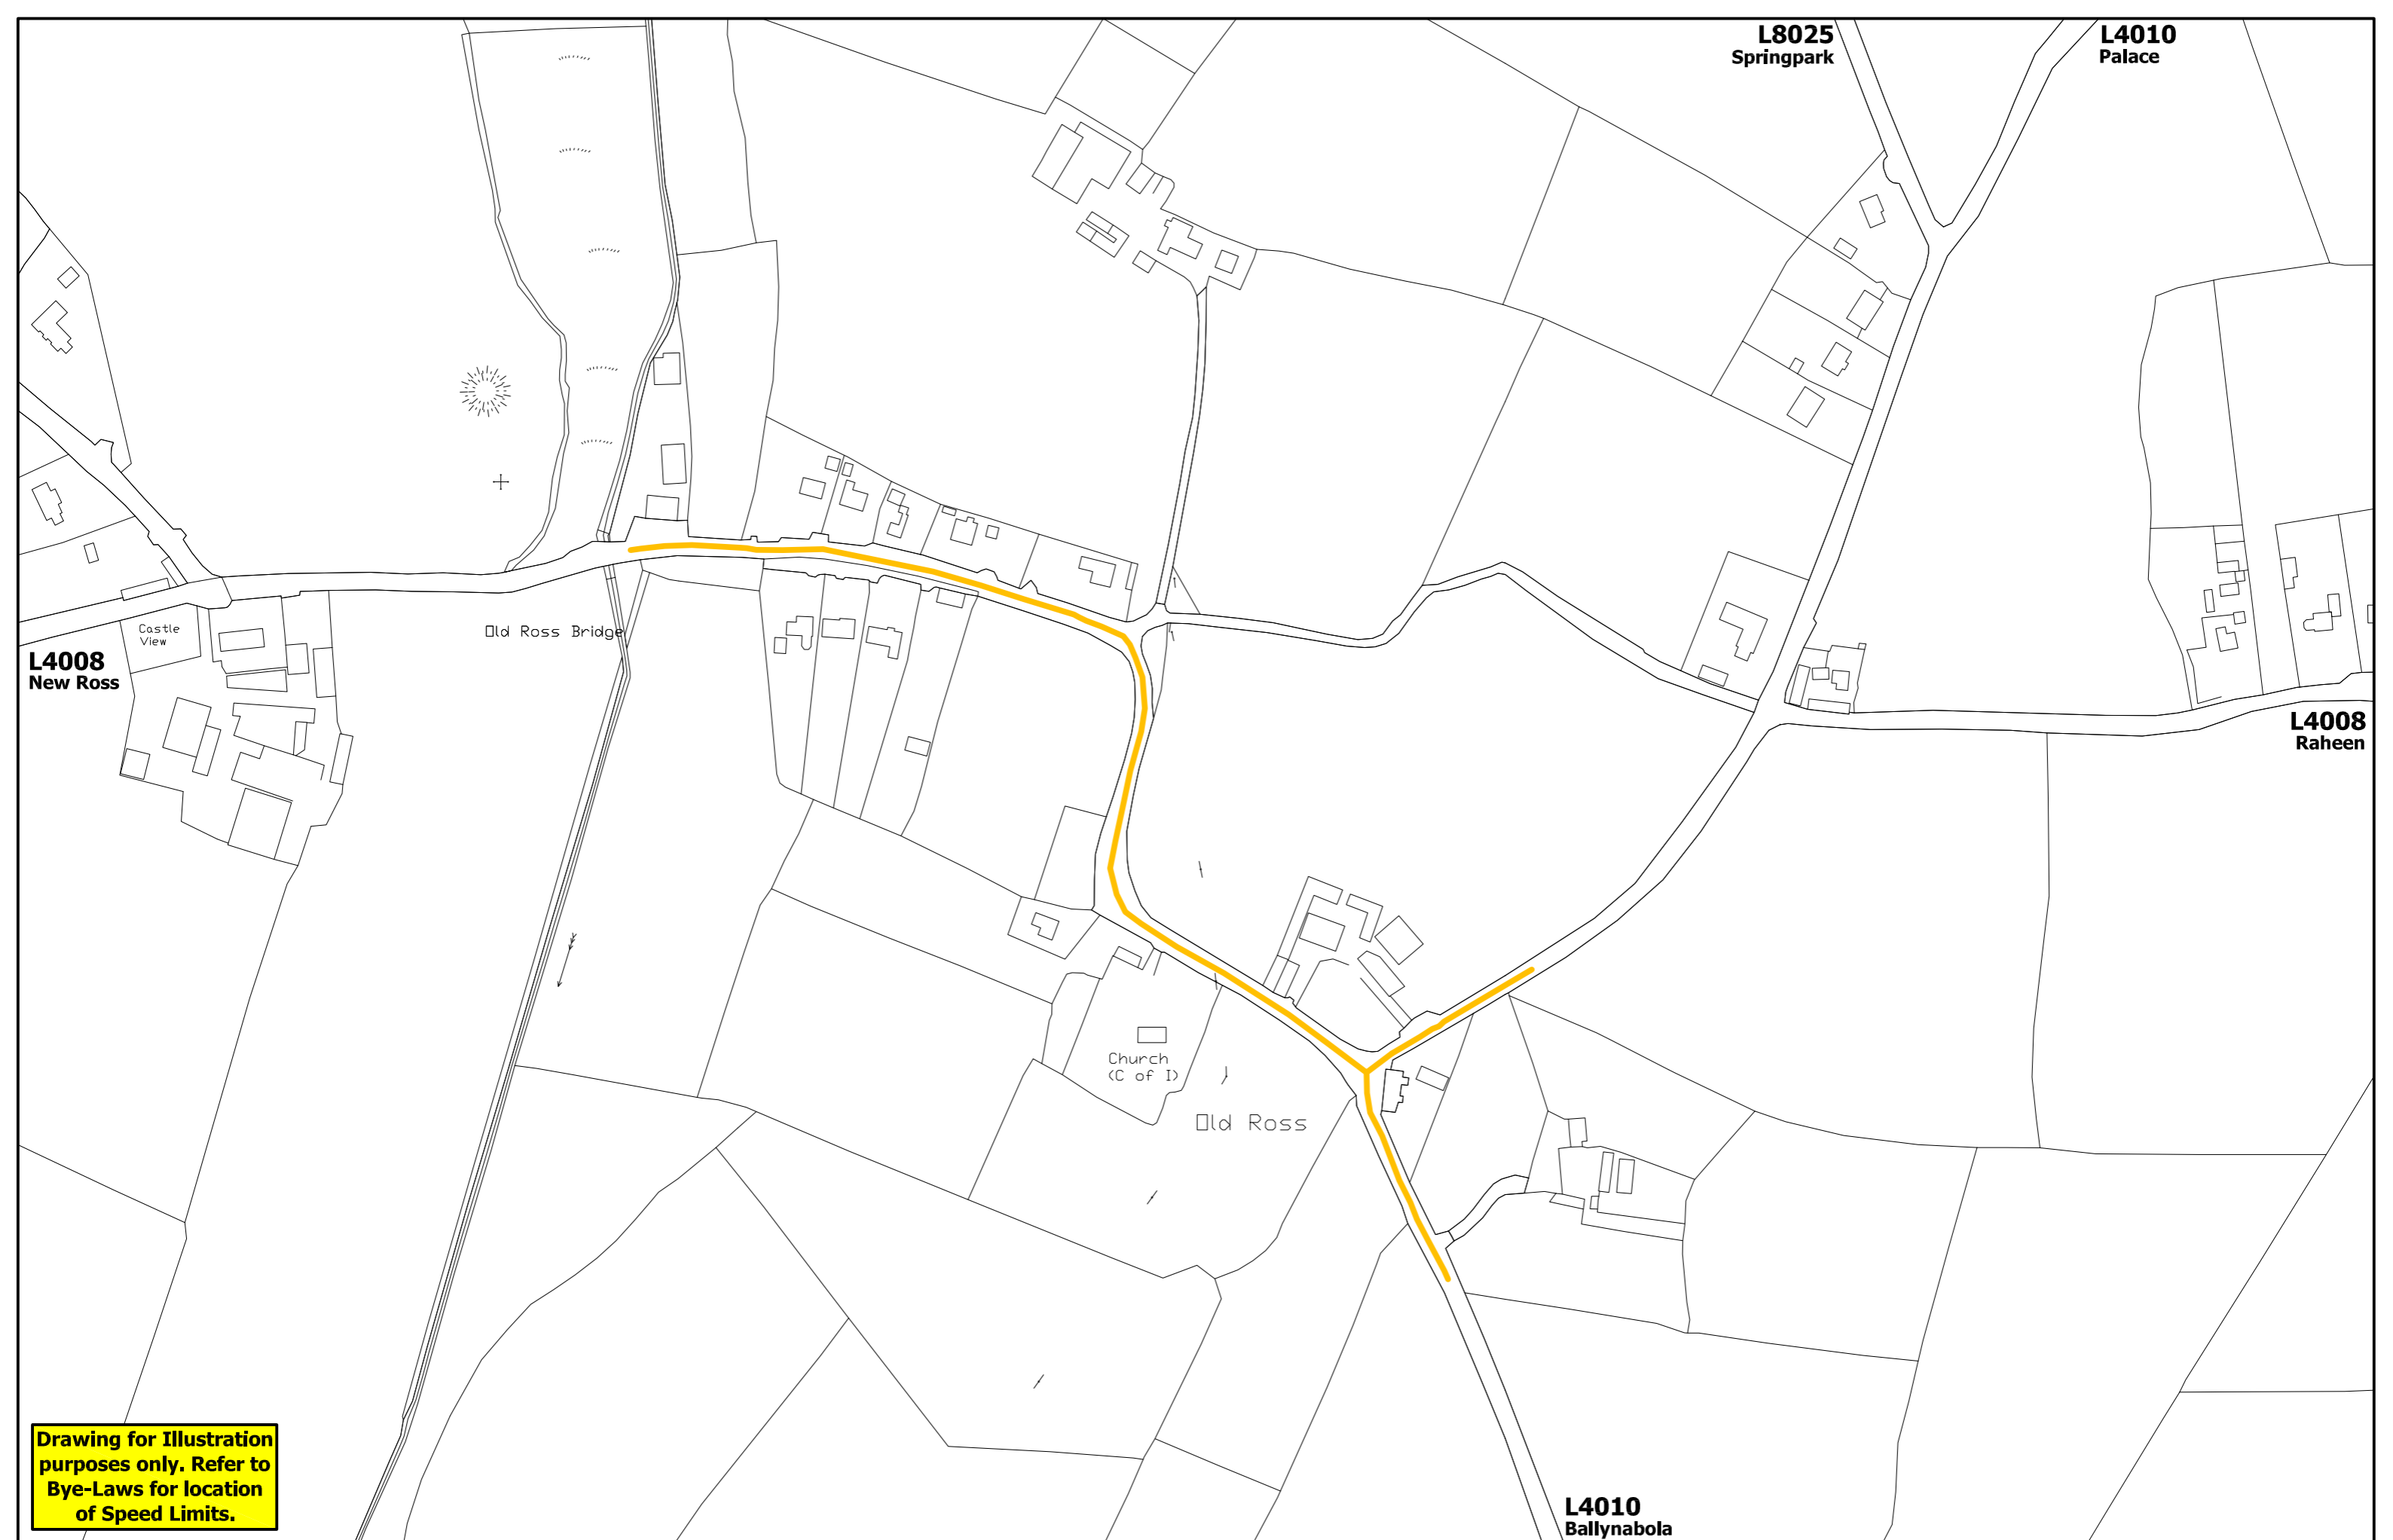 L8025
Springpark
L4010
Palace
Castle
View
Old Ross Bridge
L4008
New Ross
L4008
Raheen
Church
(C of I)
Old Ross
Drawing for Illustration
purposes only. Refer to
Bye-Laws for location
of Speed Limits.
L4010
Ballynabola